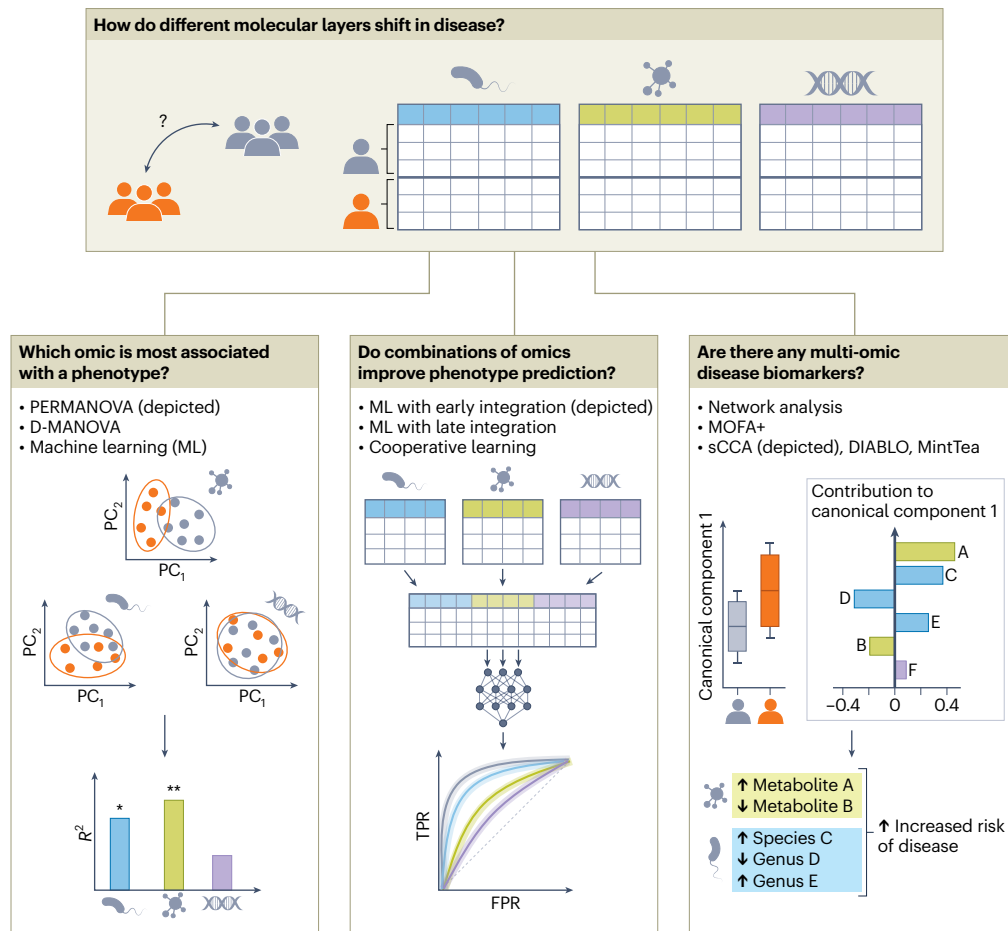 How do different molecular layers shift in disease?
?
Which omic is most associated
with a phenotype?
• PERMANOVA (depicted)
• D-MANOVA
• Machine learning (ML)
PC2
PC1
PC2
PC1
PC2
PC1
R²
*
**
Do combinations of omics
improve phenotype prediction?
• ML with early integration (depicted)
• ML with late integration
• Cooperative learning
TPR
FPR
Are there any multi-omic
disease biomarkers?
• Network analysis
• MOFA+
• sCCA (depicted), DIABLO, MintTea
Canonical component 1
Contribution to
canonical component 1
A
C
D
E
B
F
−0.4 0 0.4
↑ Metabolite A
↓ Metabolite B
↑ Species C
↓ Genus D
↑ Genus E
↑ Increased risk
of disease